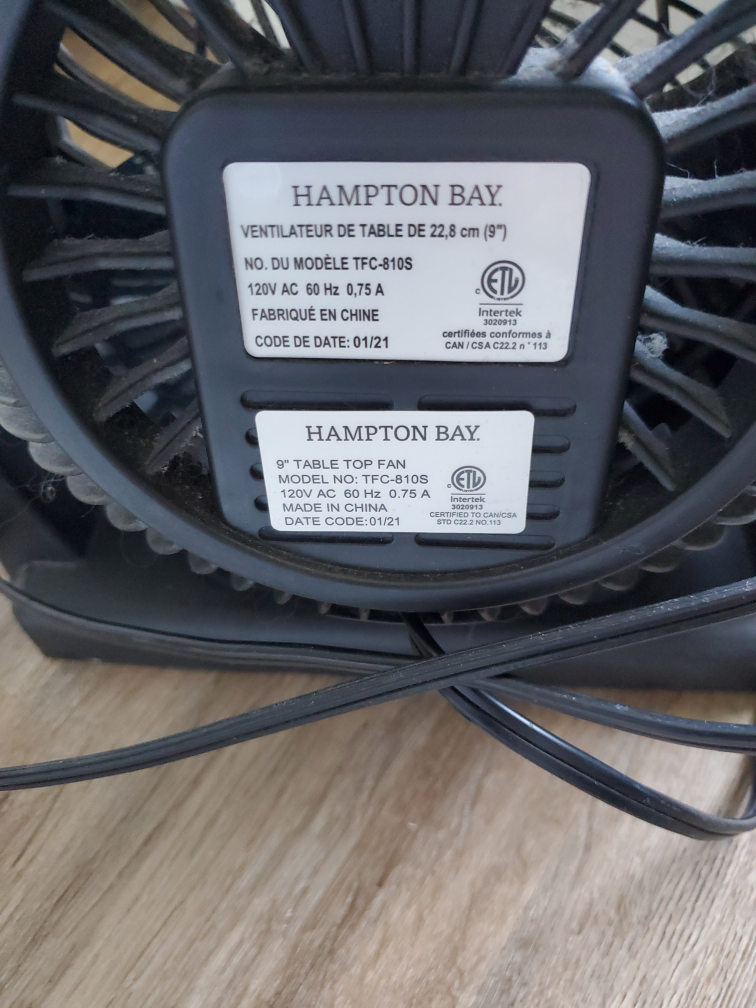 HAMPTON BAY.
VENTILATEUR DE TABLE DE 22,8 cm (9")
NO. DU MODÈLE TFC-810S
120V AC 60 Hz 0,75 A
FABRIQUÉ EN CHINE
CODE DE DATE: 01/21
c ETL
Intertek
3020913
certifiées conformes à
CAN / CSA C22.2 n° 113
HAMPTON BAY.
9" TABLE TOP FAN
MODEL NO: TFC-810S
120V AC 60 Hz 0.75 A
MADE IN CHINA
DATE CODE:01/21
c ETL
Intertek
3020913
CERTIFIED TO CAN/CSA
STD C22.2 NO.113